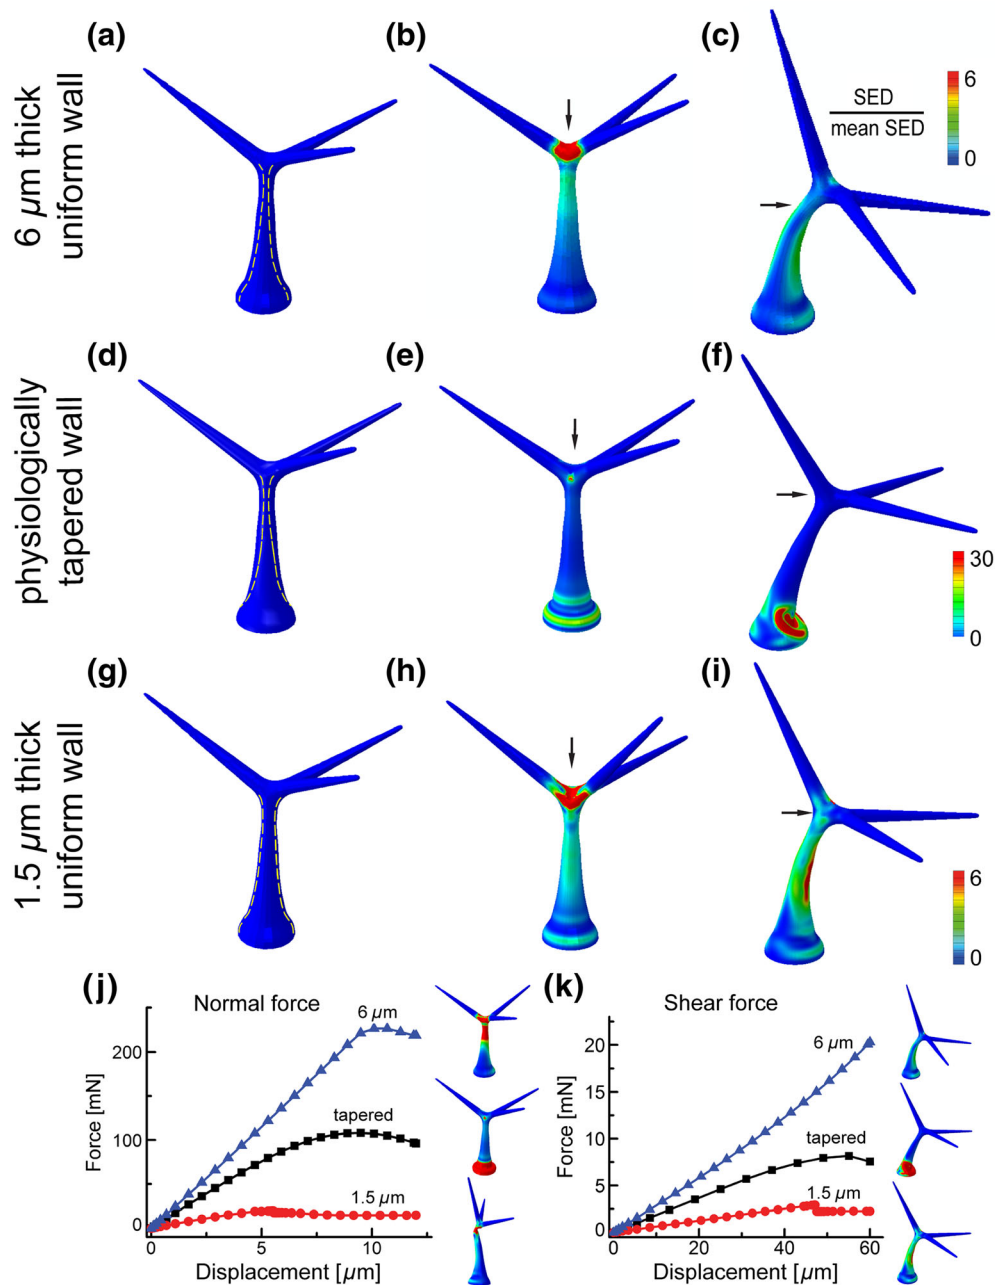 (a)
(b)
(c)
6 µm thick
uniform wall
SED
mean SED
6
0
(d)
(e)
(f)
physiologically
tapered wall
30
0
(g)
(h)
(i)
1.5 µm thick
uniform wall
6
0
(j)
Normal force
6 µm
tapered
1.5 µm
200
100
0
Force [mN]
0
5
10
Displacement [µm]
(k)
Shear force
6 µm
tapered
1.5 µm
20
15
10
5
0
Force [mN]
0
20
40
60
Displacement [µm]